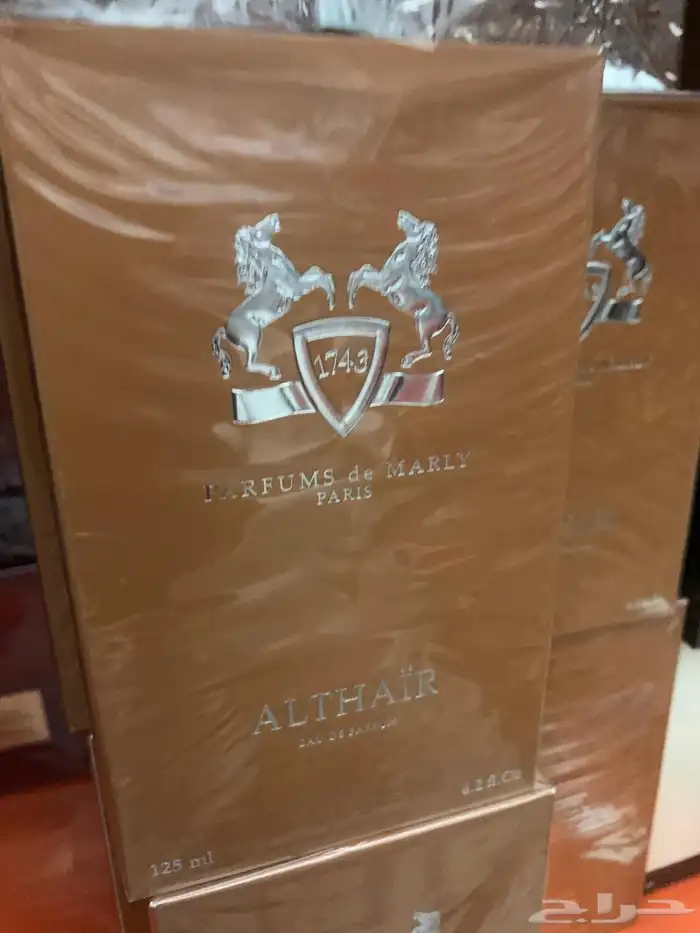 1743
PARFUMS de MARLY
PARIS
ALTHAÏR
EAU DE PARFUM
4.2 fl.Oz
125 ml
حراج